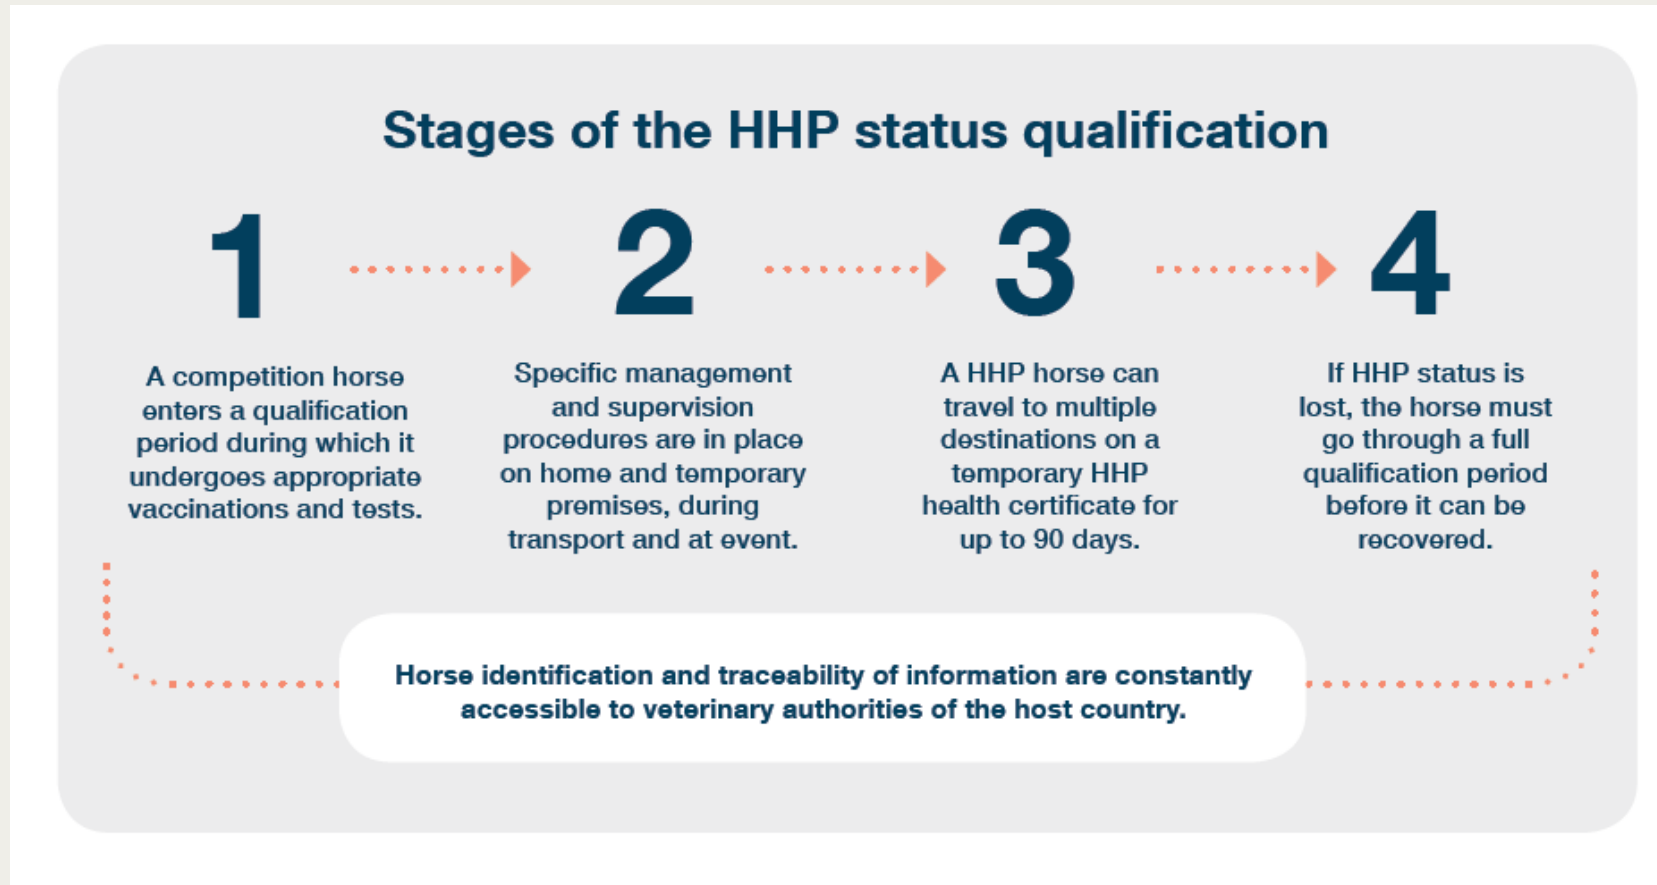 Stages of the HHP status qualification
1
A competition horse
enters a qualification
period during which it
undergoes appropriate
vaccinations and tests.
2
Specific management
and supervision
procedures are in place
on home and temporary
premises, during
transport and at event.
3
A HHP horse can
travel to multiple
destinations on a
temporary HHP
health certificate for
up to 90 days.
4
If HHP status is
lost, the horse must
go through a full
qualification period
before it can be
recovered.
Horse identification and traceability of information are constantly
accessible to veterinary authorities of the host country.